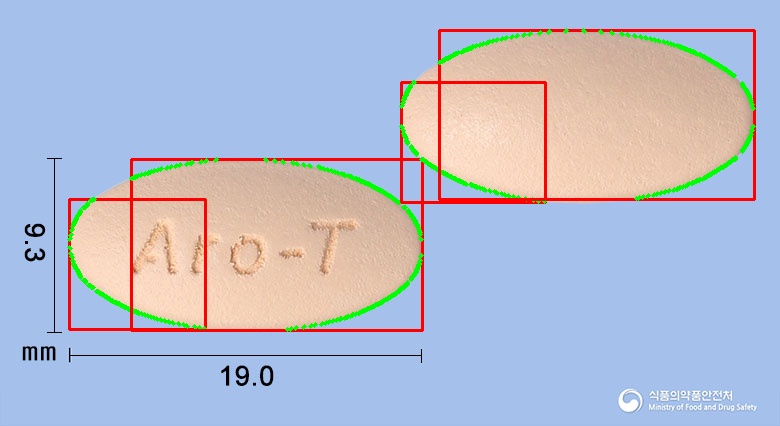 Aro-T
9.3
mm
19.0
식품의약품안전처
Ministry of Food and Drug Safety